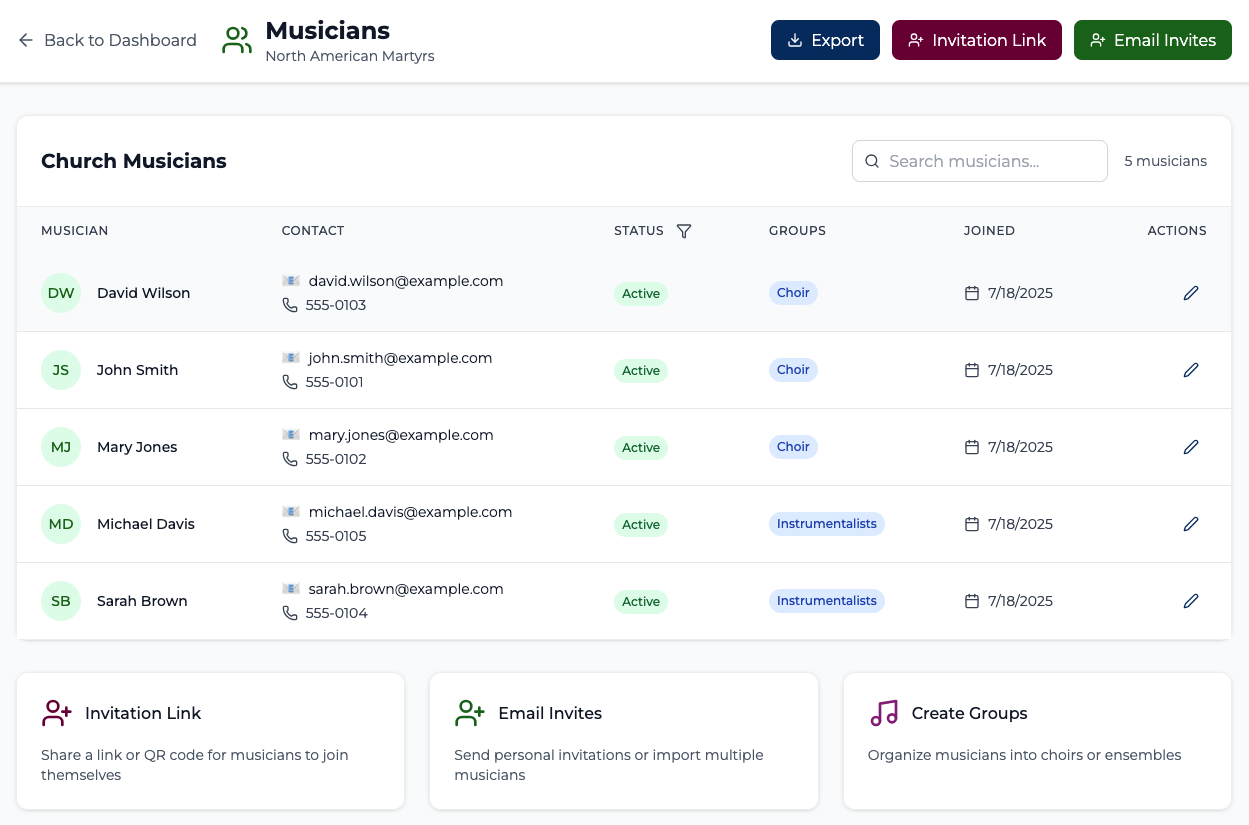 Back to Dashboard
Musicians
North American Martyrs
Export
Invitation Link
Email Invites
Church Musicians
Search musicians...
5 musicians
MUSICIAN CONTACT STATUS GROUPS JOINED ACTIONS
DW David Wilson
david.wilson@example.com
555-0103
Active
Choir
7/18/2025
JS John Smith
john.smith@example.com
555-0101
Active
Choir
7/18/2025
MJ Mary Jones
mary.jones@example.com
555-0102
Active
Choir
7/18/2025
MD Michael Davis
michael.davis@example.com
555-0105
Active
Instrumentalists
7/18/2025
SB Sarah Brown
sarah.brown@example.com
555-0104
Active
Instrumentalists
7/18/2025
Invitation Link
Share a link or QR code for musicians to join
themselves
Email Invites
Send personal invitations or import multiple
musicians
Create Groups
Organize musicians into choirs or ensembles